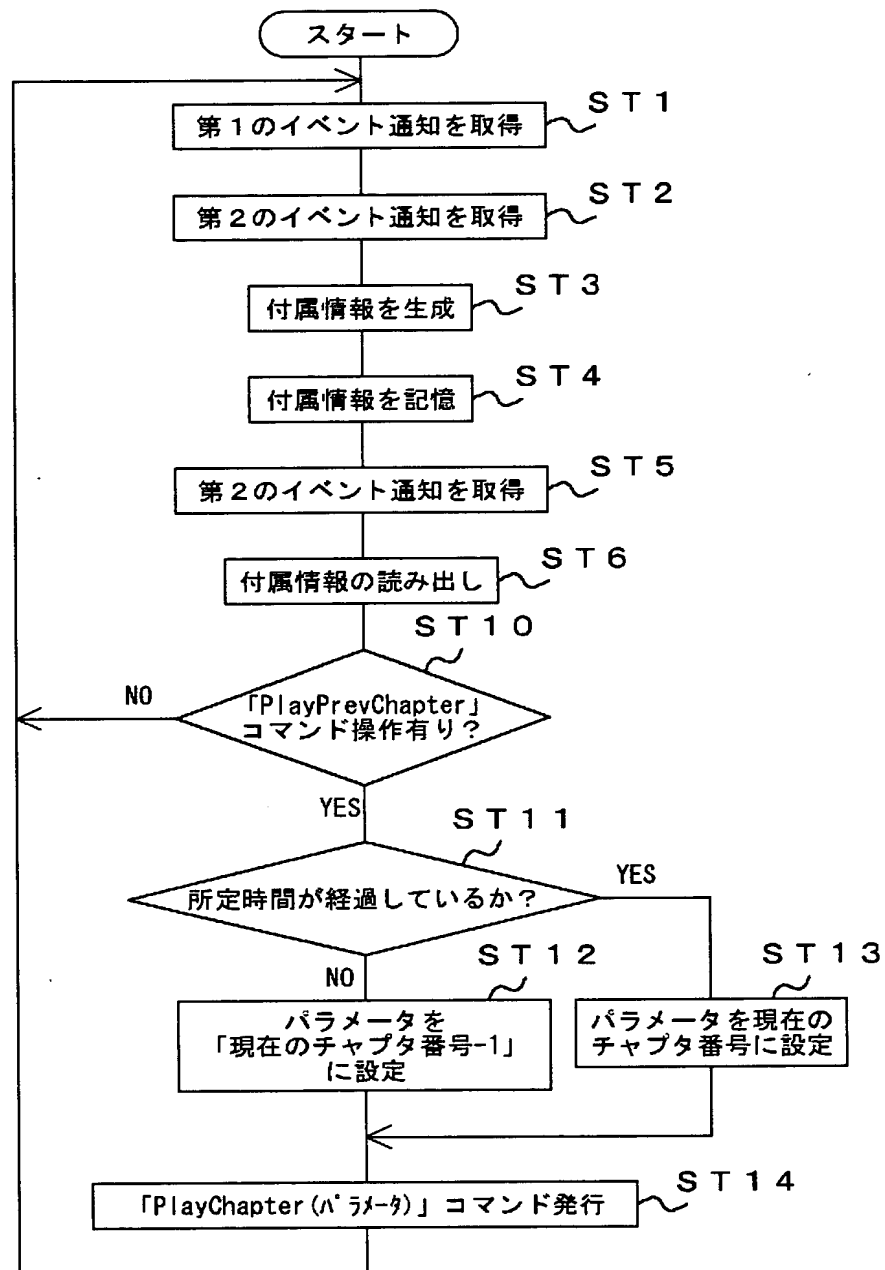 スタート
第1のイベント通知を取得
ST1
第2のイベント通知を取得
ST2
付属情報を生成
ST3
付属情報を記憶
ST4
第2のイベント通知を取得
ST5
付属情報の読み出し
ST6
ST10
「PlayPrevChapter」
コマンド操作有り?
NO
YES
ST11
所定時間が経過しているか?
YES
NO
ST12
パラメータを
「現在のチャプタ番号-1」
に設定
ST13
パラメータを現在の
チャプタ番号に設定
「PlayChapter(パラメータ)」コマンド発行
ST14